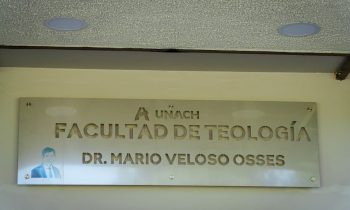 UNACH
FACULTAD DE TEOLOGÍA
DR. MARIO VELOSO OSSES